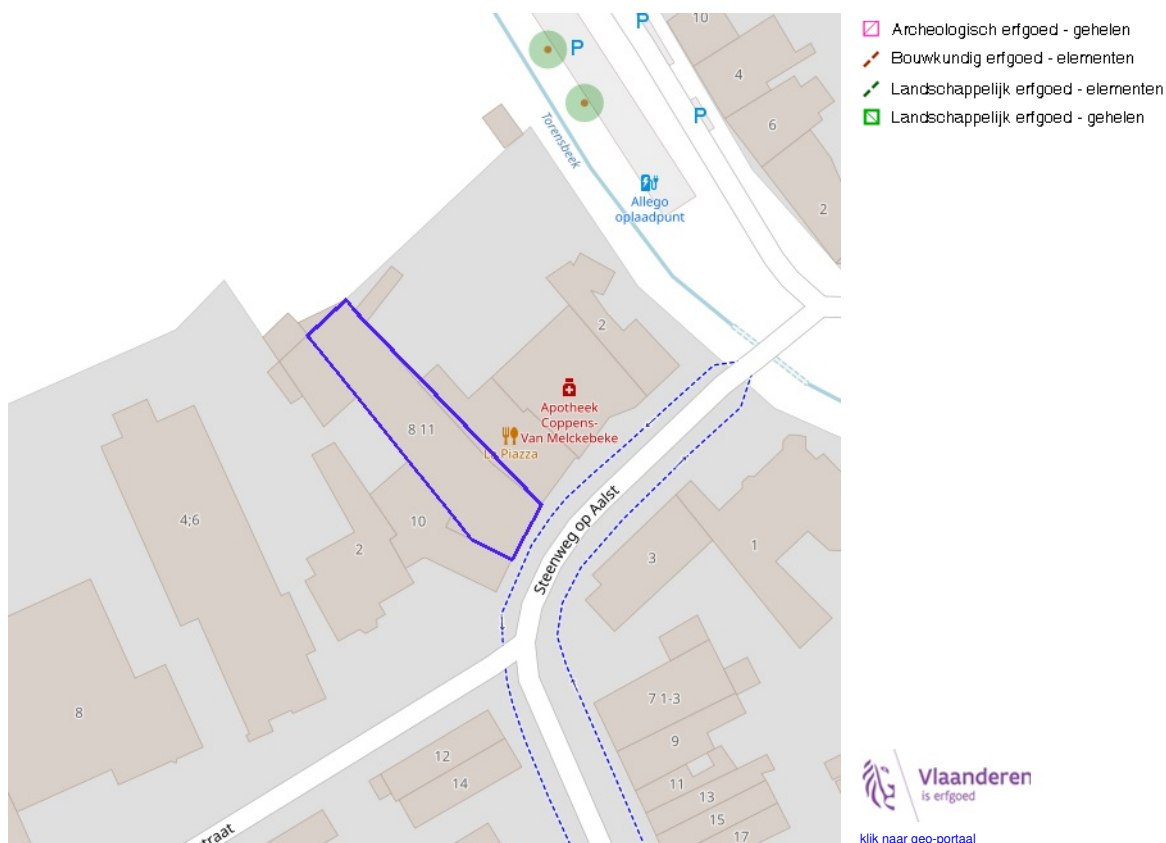 10
P
P
4
P
6
Torensbeek
Allego
oplaadpunt
2
2
Apotheek
Coppens-
Van Melckebeke
8 11
La Piazza
4;6
10
2
Steenweg op Aalst
3
1
8
7 1-3
9
12
14
11
13
15
17
straat
Archeologisch erfgoed - gehelen
Bouwkundig erfgoed - elementen
Landschappelijk erfgoed - elementen
Landschappelijk erfgoed - gehelen
Vlaanderen
is erfgoed
klik naar geo-portaal